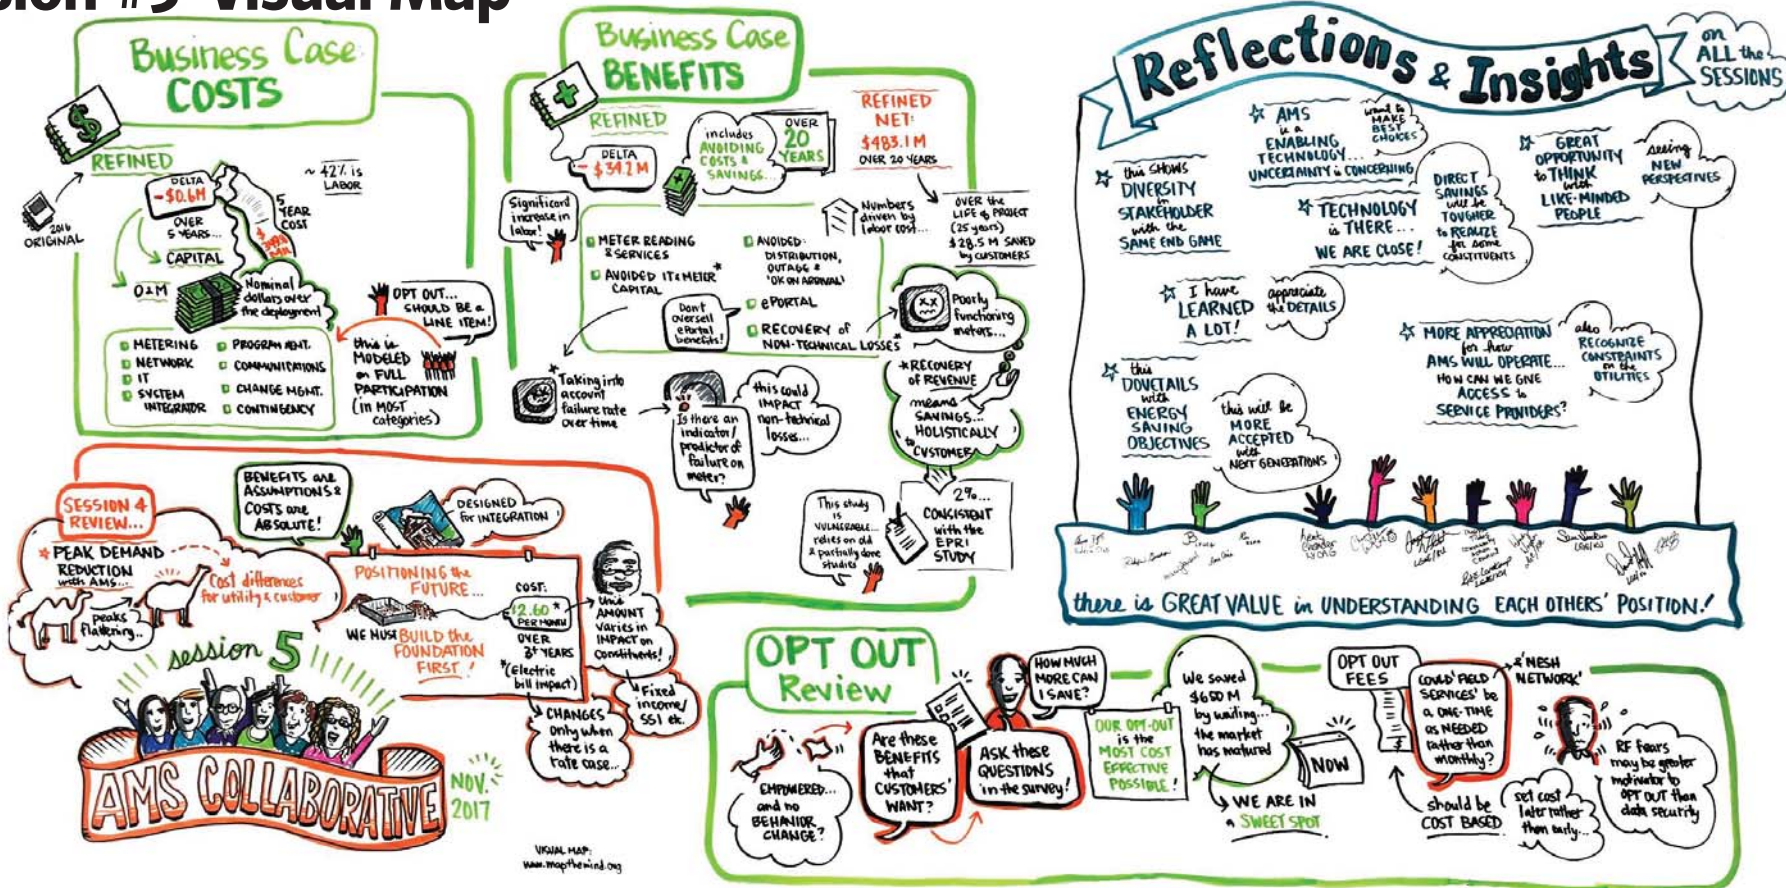 Session #5 Visual Map
Business Case
COSTS
REFINED
2016
ORIGINAL
DELTA
-$0.6M
OVER
5 YEARS...
CAPITAL
O&M
5
YEAR
COST
~ 42% is
LABOR
Nominal
dollars over
the deployment
METERING
NETWORK
IT
SYSTEM
INTEGRATOR
PROGRAM MGMT.
COMMUNICATIONS
CHANGE MGMT.
CONTINGENCY
OPT OUT...
SHOULD BE a
LINE ITEM!
this is
MODELED
on FULL
PARTICIPATION
(in MOST
categories)
Business Case
BENEFITS
REFINED
DELTA
- $34.2 M
includes
AVOIDING
COSTS &
SAVINGS...
OVER
20
YEARS
REFINED
NET:
$483.1 M
OVER 20 YEARS
Significant
increase in
labor!
Numbers
driven by
labor cost...
OVER the
LIFE of PROJECT
(25 years)
$28.5 M SAVED
by CUSTOMERS
METER READING
& SERVICES
AVOIDED IT & METER*
CAPITAL
AVOIDED:
DISTRIBUTION,
OUTAGE &
'OK ON ARRIVAL'
ePORTAL
RECOVERY of
NON-TECHNICAL LOSSES*
Don't
oversell
ePortal
benefits!
Poorly
functioning
meters...
*RECOVERY
OF REVENUE
means
SAVINGS...
HOLISTICALLY
to
CUSTOMER
*
Taking into
account
failure rate
over time
Is there an
indicator/
predictor of
failure on
meter?
this could
IMPACT
non-technical
losses...
This study
is
VULNERABLE...
relies on old
& partially done
studies
2%...
CONSISTENT
with the
EPRI
STUDY
Reflections & Insights
on
ALL the
SESSIONS
this SHOWS
DIVERSITY
in
STAKEHOLDER
with the
SAME END GAME
AMS
is a
ENABLING
TECHNOLOGY...
UNCERTAINTY is CONCERNING
want to
MAKE
BEST
CHOICES
GREAT
OPPORTUNITY
to THINK
with
LIKE-MINDED
PEOPLE
seeing
NEW
PERSPECTIVES
TECHNOLOGY
is THERE...
WE ARE CLOSE!
DIRECT
SAVINGS
will be
TOUGHER
to REALIZE
for some
CONSTITUENTS
I have
LEARNED
A LOT!
appreciate
the DETAILS
MORE APPRECIATION
for how
AMS WILL OPERATE...
HOW CAN WE GIVE
ACCESS to
SERVICE PROVIDERS?
also
RECOGNIZE
CONSTRAINTS
on the
UTILITIES
this
DOVETAILS
with
ENERGY
SAVING
OBJECTIVES
this will be
MORE
ACCEPTED
with
NEXT GENERATIONS
there is GREAT VALUE in UNDERSTANDING EACH OTHERS' POSITION!
SESSION 4
REVIEW...
PEAK DEMAND
REDUCTION
with AMS...
peaks
flattening..
Cost differences
for utility & customer
BENEFITS are
ASSUMPTIONS &
COSTS are
ABSOLUTE!
DESIGNED
for INTEGRATION
POSITIONING the
FUTURE...
WE MUST BUILD the
FOUNDATION
FIRST!
COST:
$2.60 *
PER MONTH
OVER
3+ YEARS
*(Electric
bill impact)
this
AMOUNT
varies in
IMPACT on
constituents!
Fixed
income/
SSI etc.
CHANGES
only when
there is a
rate case...
session 5
AMS COLLABORATIVE
NOV.
2017
VISUAL MAP:
www.mapthemind.org
OPT OUT
Review
EMPOWERED...
and no
BEHAVIOR
CHANGE?
Are these
BENEFITS
that
CUSTOMERS'
WANT?
ASK these
QUESTIONS
in the survey!
HOW MUCH
MORE CAN
I SAVE?
OUR OPT-OUT
is the
MOST COST
EFFECTIVE
POSSIBLE!
We saved
$600 M
by waiting...
the market
has matured
NOW
WE ARE IN
a SWEET SPOT
OPT OUT
FEES
should be
COST BASED
COULD 'FIELD
SERVICES' be
a ONE-TIME
as NEEDED
rather than
monthly?
& 'MESH
NETWORK'
set cost
later rather
than early...
RF fears
may be greater
motivator to
OPT OUT than
data security